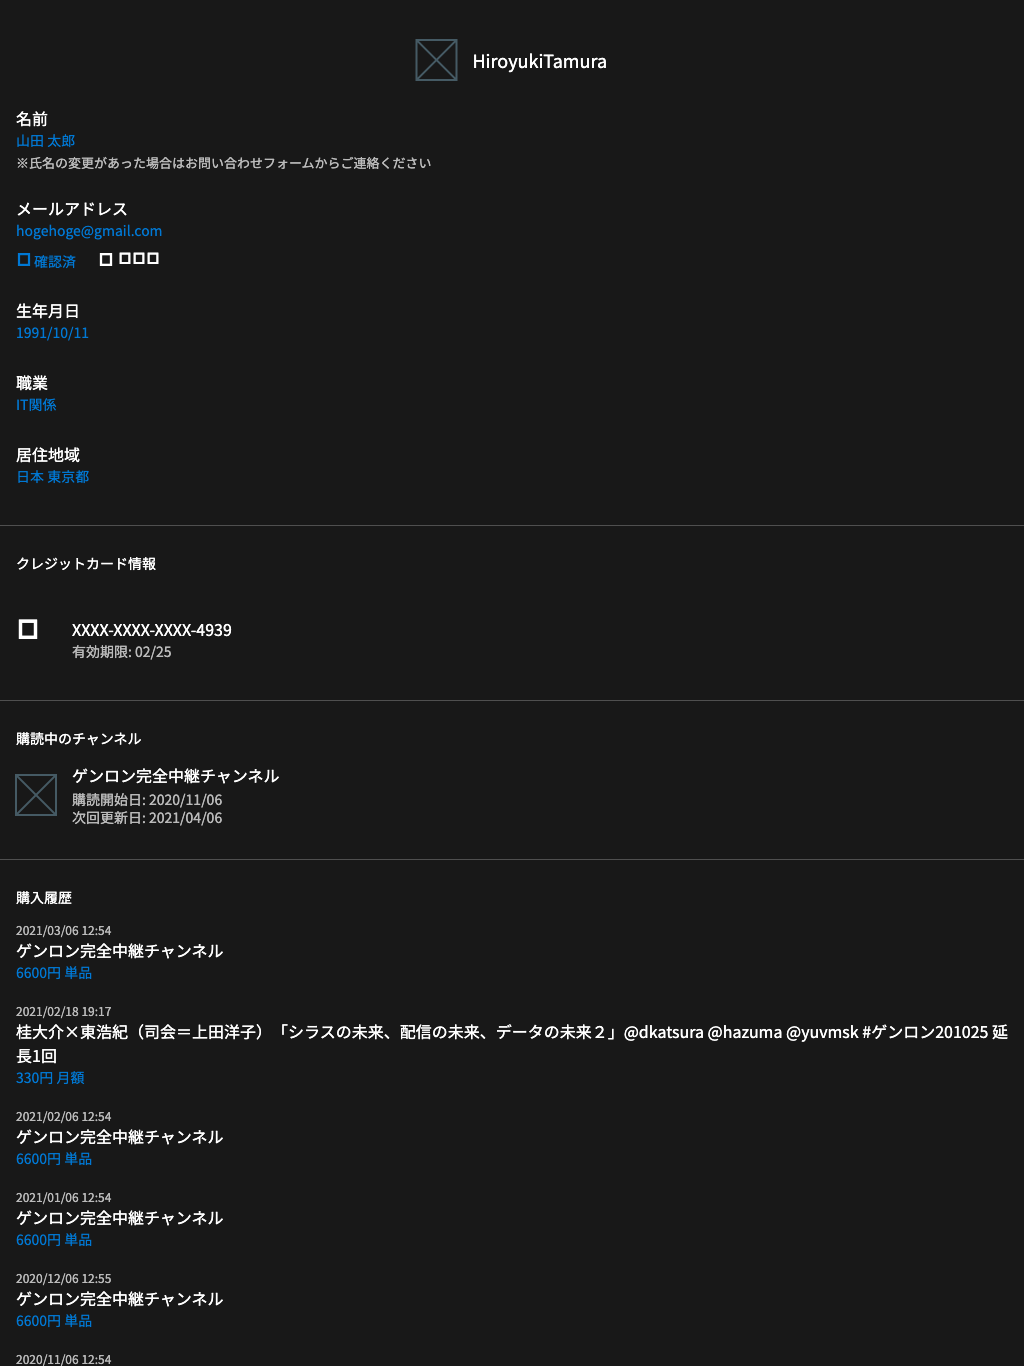 HiroyukiTamura
名前
山田 太郎
※氏名の変更があった場合はお問い合わせフォームからご連絡ください
メールアドレス
hogehoge@gmail.com
確認済
生年月日
1991/10/11
職業
IT関係
居住地域
日本 東京都
クレジットカード情報
XXXX-XXXX-XXXX-4939
有効期限: 02/25
購読中のチャンネル
ゲンロン完全中継チャンネル
購読開始日: 2020/11/06
次回更新日: 2021/04/06
購入履歴
2021/03/06 12:54
ゲンロン完全中継チャンネル
6600円 単品
2021/02/18 19:17
桂大介×東浩紀（司会＝上田洋子）「シラスの未来、配信の未来、データの未来２」@dkatsura @hazuma @yuvmsk #ゲンロン201025 延
長1回
330円 月額
2021/02/06 12:54
ゲンロン完全中継チャンネル
6600円 単品
2021/01/06 12:54
ゲンロン完全中継チャンネル
6600円 単品
2020/12/06 12:55
ゲンロン完全中継チャンネル
6600円 単品
2020/11/06 12:54